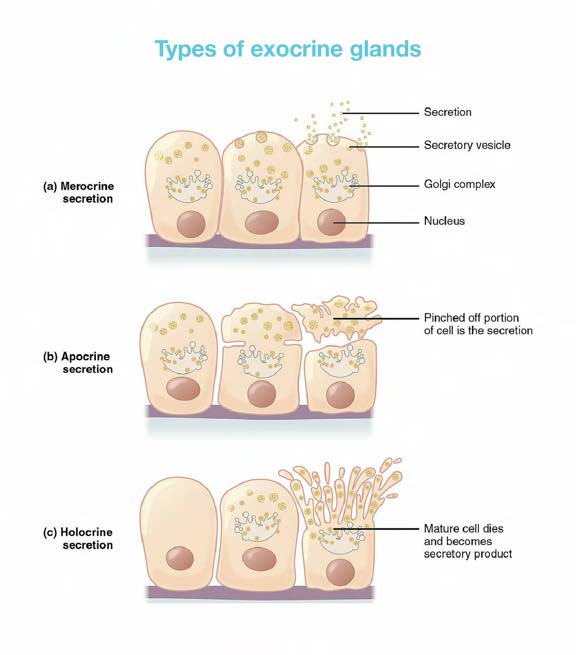 Types of exocrine glands
Secretion
Secretory vesicle
(a) Merocrine
secretion
Golgi complex
Nucleus
Pinched off portion
of cell is the secretion
(b) Apocrine
secretion
(c) Holocrine
secretion
Mature cell dies
and becomes
secretory product